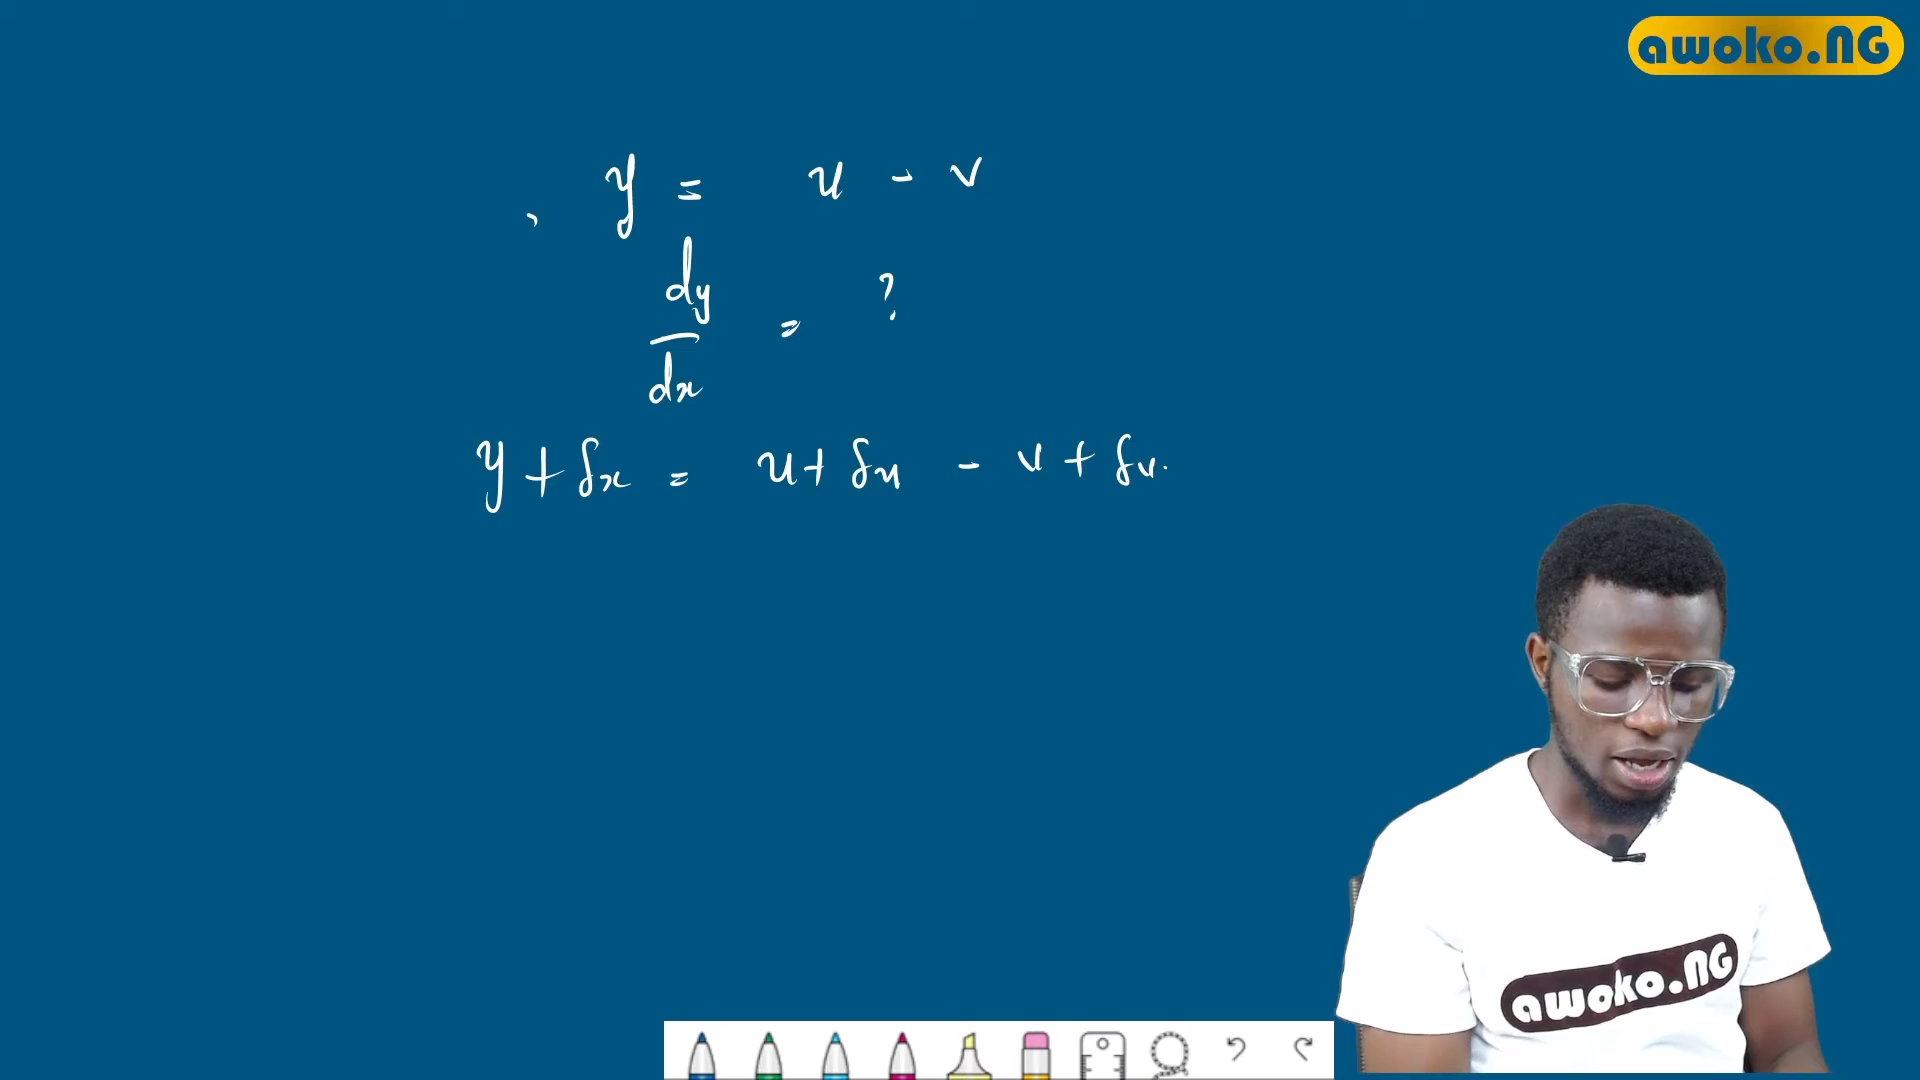 awoko.NG
y = u - v
dy/dx = ?
y + δx = u + δu - v + δv.
awoko.NG